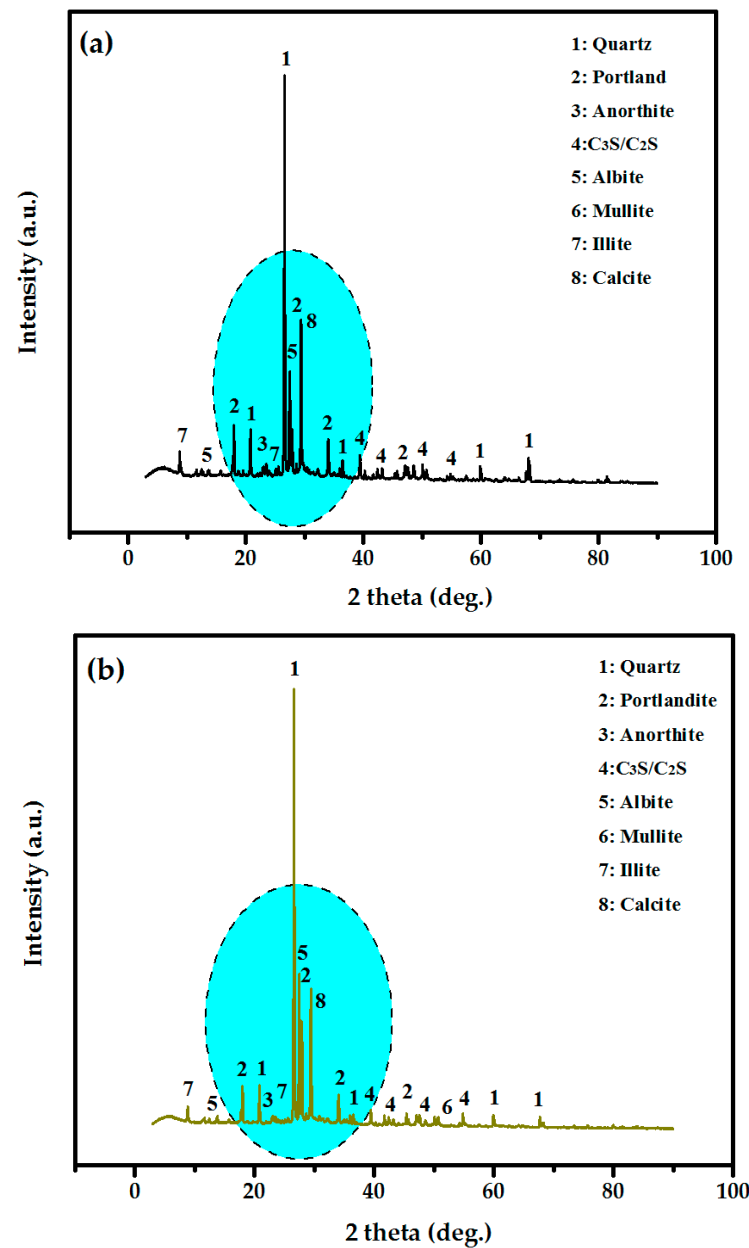 (a)
1
1: Quartz
2: Portland
3: Anorthite
4:C₃S/C₂S
5: Albite
6: Mullite
7: Illite
8: Calcite
Intensity (a.u.)
2
8
5
7 5 2 1 3 7 2 1 4 4 2 4 4 1 1
0 20 40 60 80 100
2 theta (deg.)
(b)
1
1: Quartz
2: Portlandite
3: Anorthite
4:C₃S/C₂S
5: Albite
6: Mullite
7: Illite
8: Calcite
Intensity (a.u.)
5
2
8
7 5 2 1 3 7 2 1 4 4 2 4 6 4 1 1
0 20 40 60 80 100
2 theta (deg.)